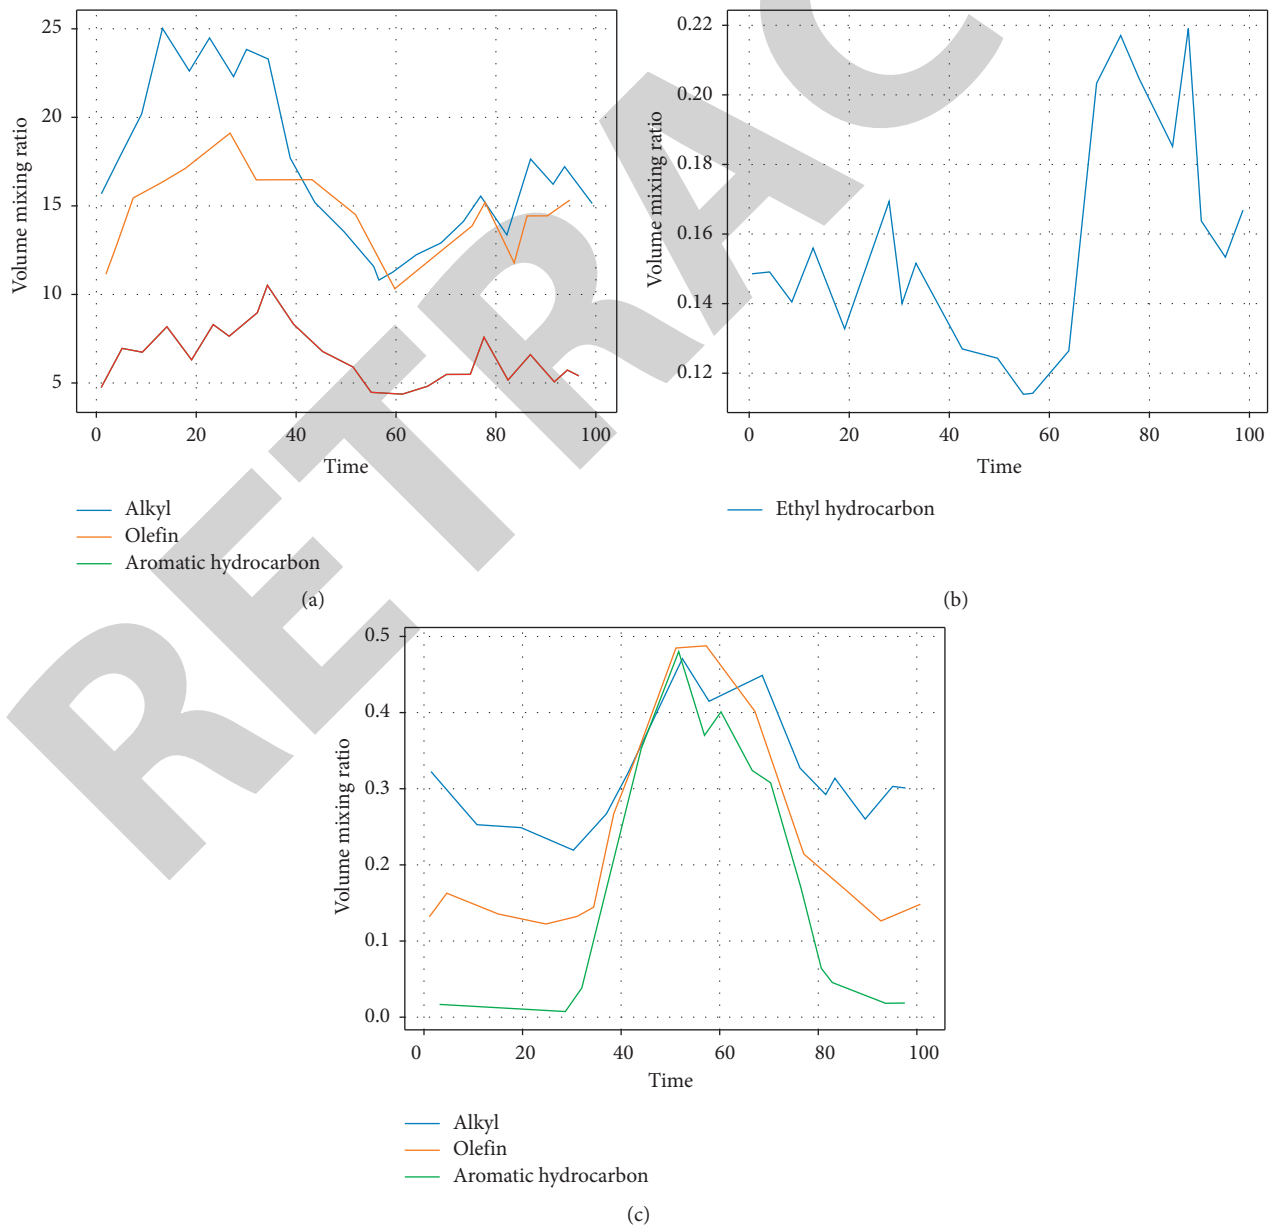 25
20
15
10
5
Volume mixing ratio
0 20 40 60 80 100
Time
Alkyl
Olefin
Aromatic hydrocarbon
(a)
0.22
0.20
0.18
0.16
0.14
0.12
Volume mixing ratio
0 20 40 60 80 100
Time
Ethyl hydrocarbon
(b)
0.5
0.4
0.3
0.2
0.1
0.0
Volume mixing ratio
0 20 40 60 80 100
Time
Alkyl
Olefin
Aromatic hydrocarbon
(c)
RETRAC